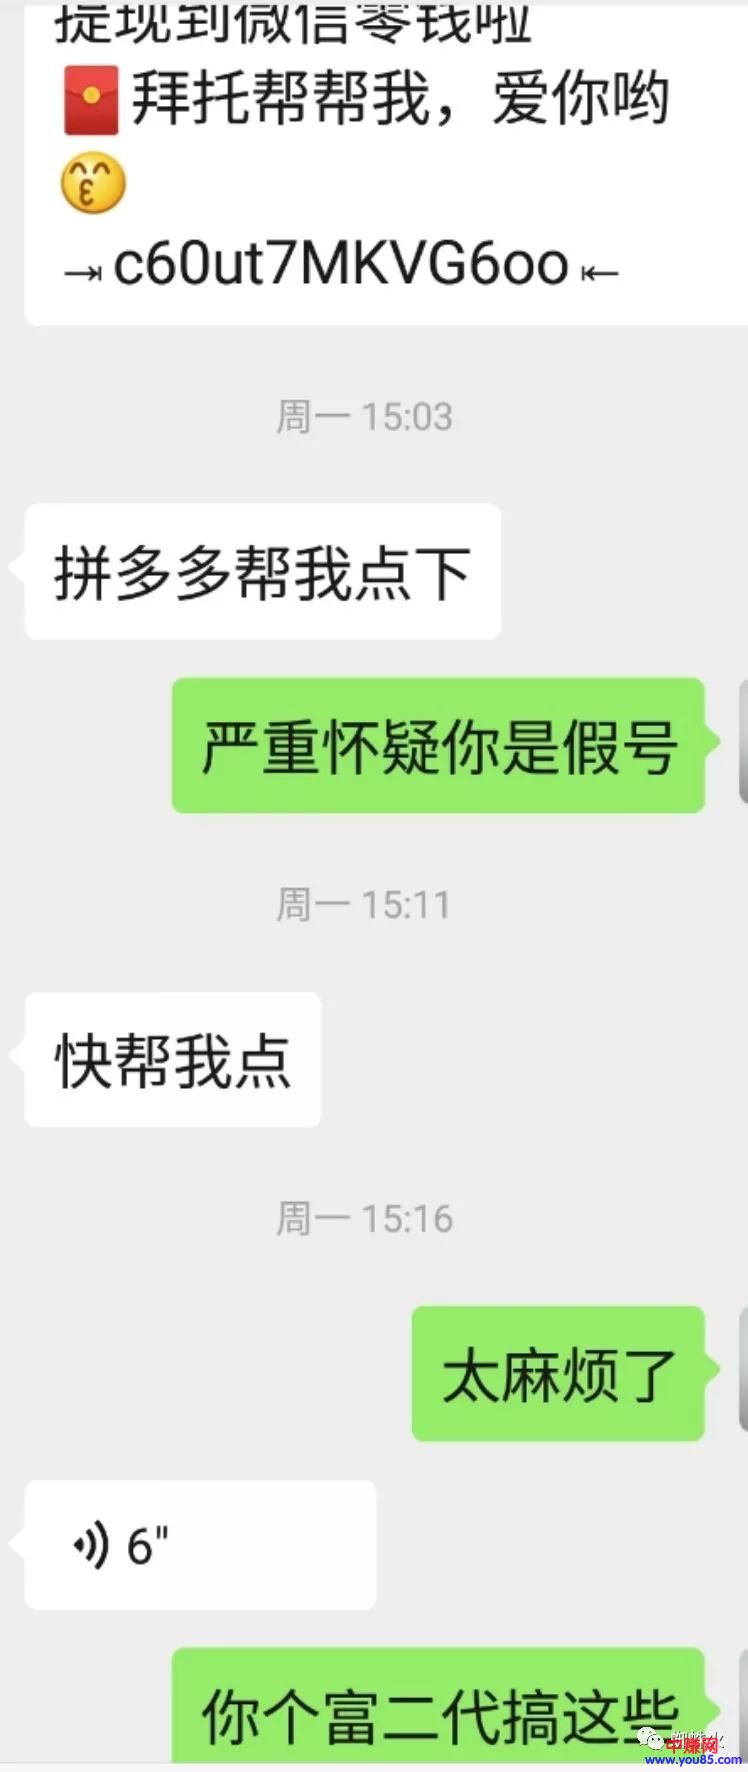 提现到微信零钱啦
拜托帮帮我，爱你哟
⇥c60ut7MKVG6oo⇤
周一 15:03
拼多多帮我点下
严重怀疑你是假号
周一 15:11
快帮我点
周一 15:16
太麻烦了
6"
你个富二代搞这些
中赚网
www.you85.com